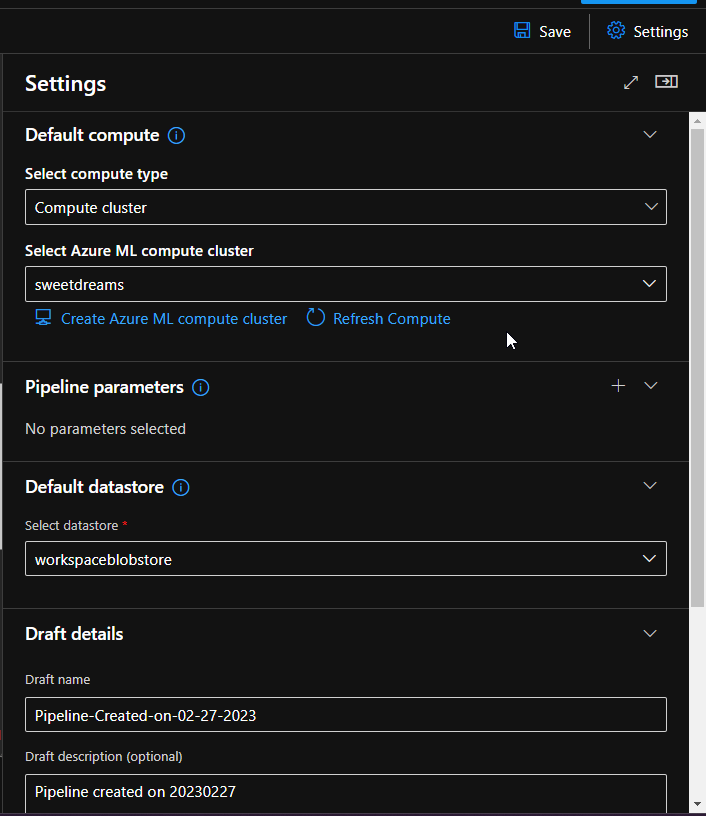 Save
Settings
Settings
Default compute
Select compute type
Compute cluster
Select Azure ML compute cluster
sweetdreams
Create Azure ML compute cluster
Refresh Compute
Pipeline parameters
No parameters selected
Default datastore
Select datastore *
workspaceblobstore
Draft details
Draft name
Pipeline-Created-on-02-27-2023
Draft description (optional)
Pipeline created on 20230227